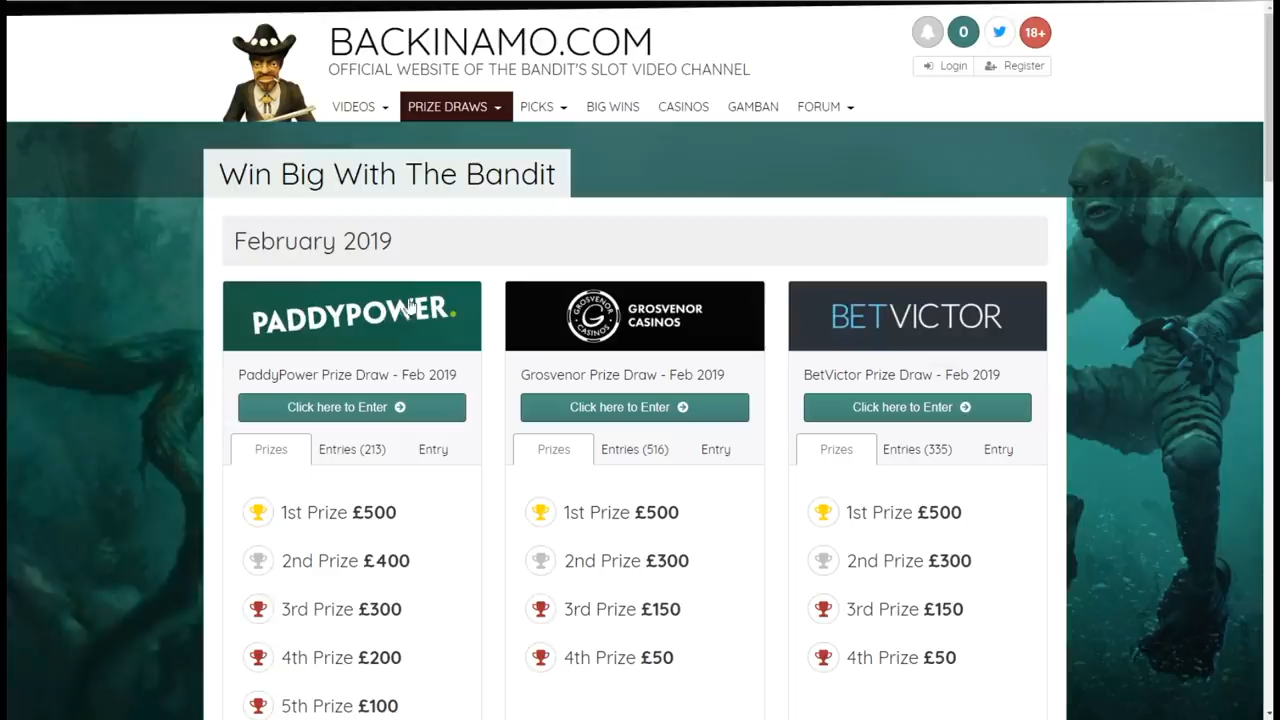 BACKINAMO.COM
OFFICIAL WEBSITE OF THE BANDIT'S SLOT VIDEO CHANNEL
0
18+
Login
Register
VIDEOS
PRIZE DRAWS
PICKS
BIG WINS
CASINOS
GAMBAN
FORUM
Win Big With The Bandit
February 2019
PADDYPOWER.
PaddyPower Prize Draw - Feb 2019
Click here to Enter
Prizes
Entries (213)
Entry
1st Prize £500
2nd Prize £400
3rd Prize £300
4th Prize £200
5th Prize £100
GROSVENOR CASINOS
GROSVENOR
CASINOS
Grosvenor Prize Draw - Feb 2019
Click here to Enter
Prizes
Entries (516)
Entry
1st Prize £500
2nd Prize £300
3rd Prize £150
4th Prize £50
BETVICTOR
BetVictor Prize Draw - Feb 2019
Click here to Enter
Prizes
Entries (335)
Entry
1st Prize £500
2nd Prize £300
3rd Prize £150
4th Prize £50